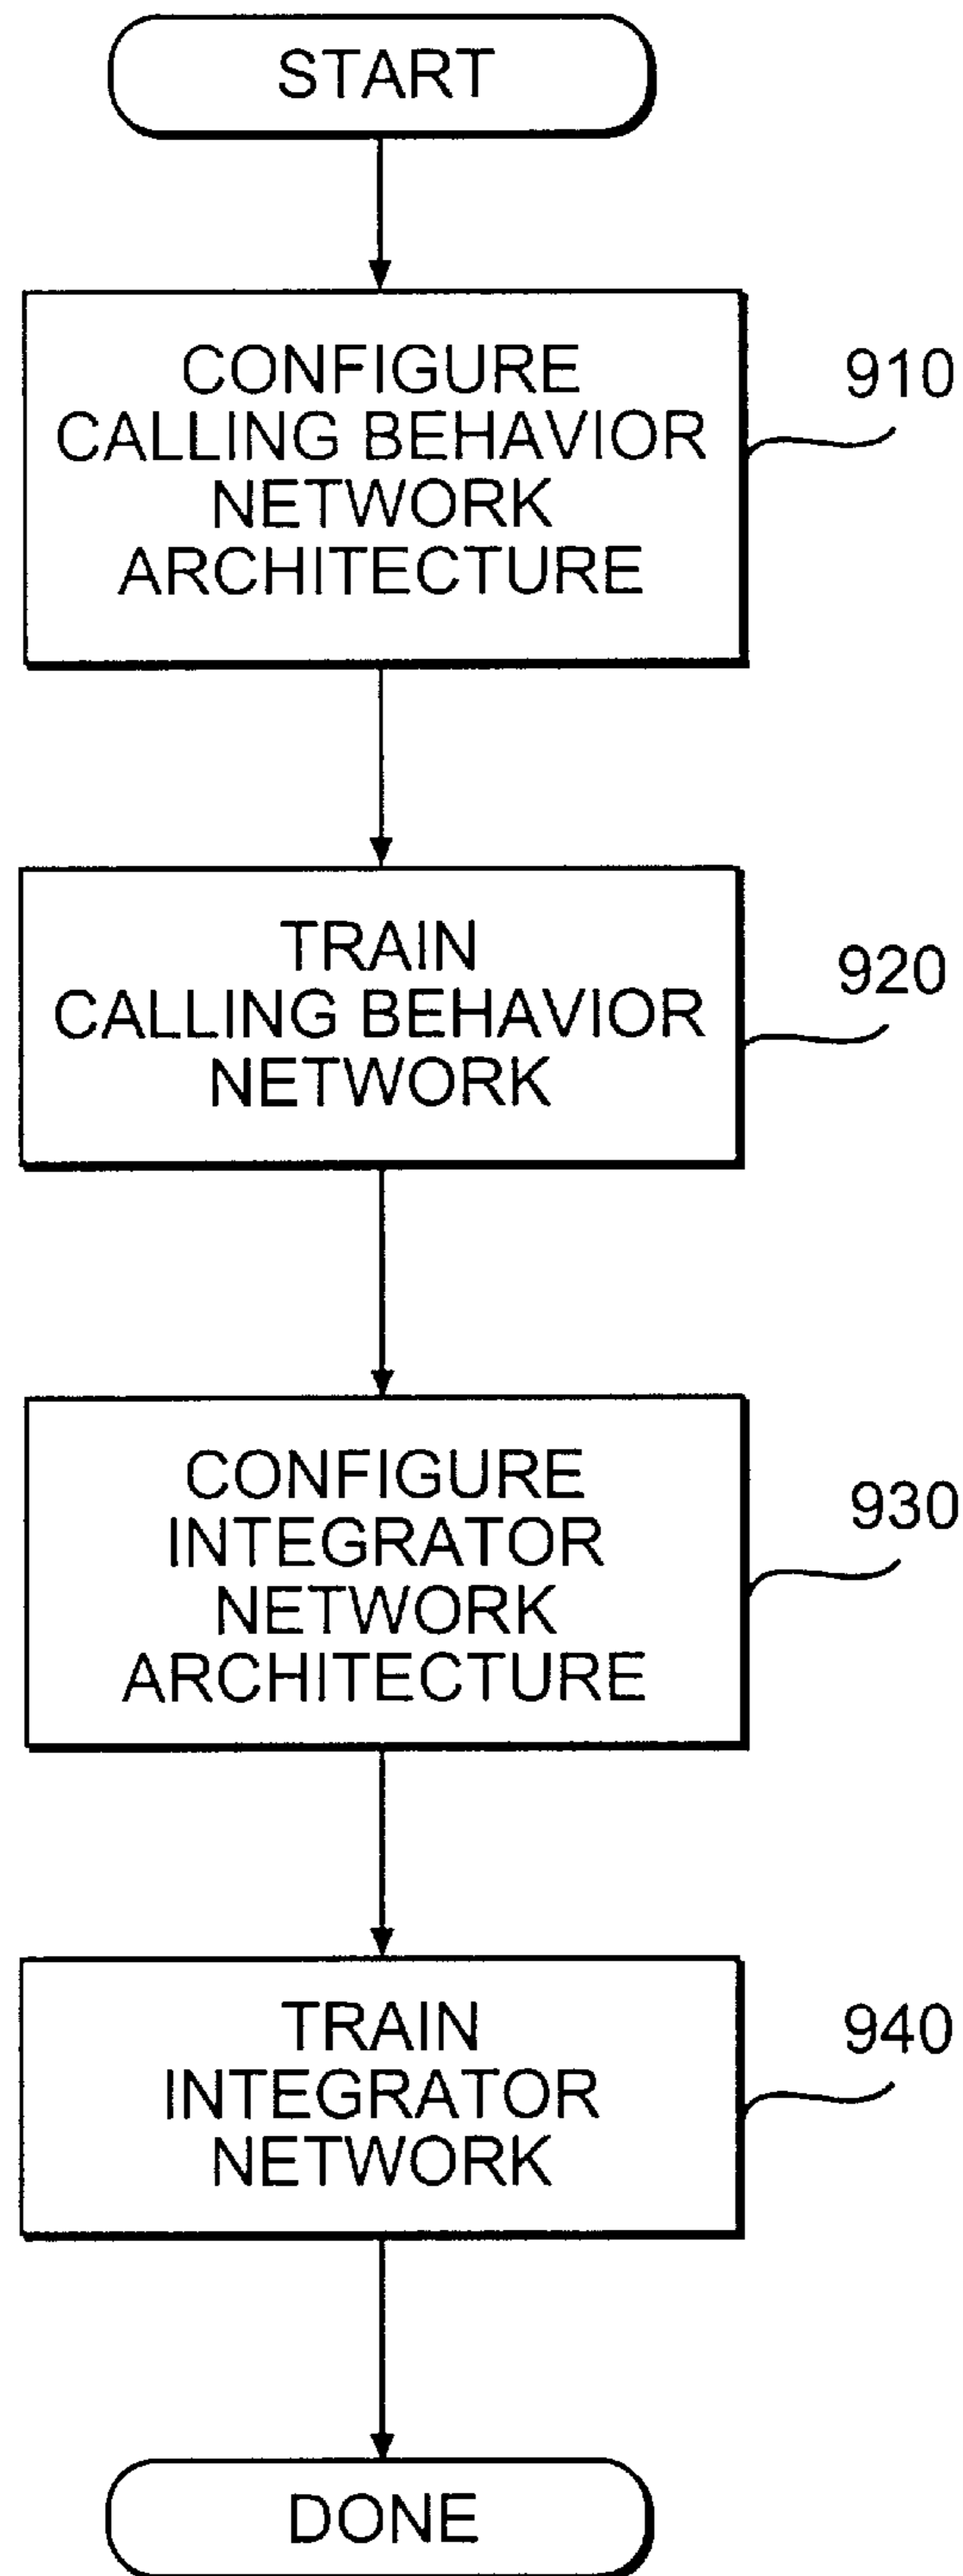 START
CONFIGURE
CALLING BEHAVIOR
NETWORK
ARCHITECTURE
910
TRAIN
CALLING BEHAVIOR
NETWORK
920
CONFIGURE
INTEGRATOR
NETWORK
ARCHITECTURE
930
TRAIN
INTEGRATOR
NETWORK
940
DONE